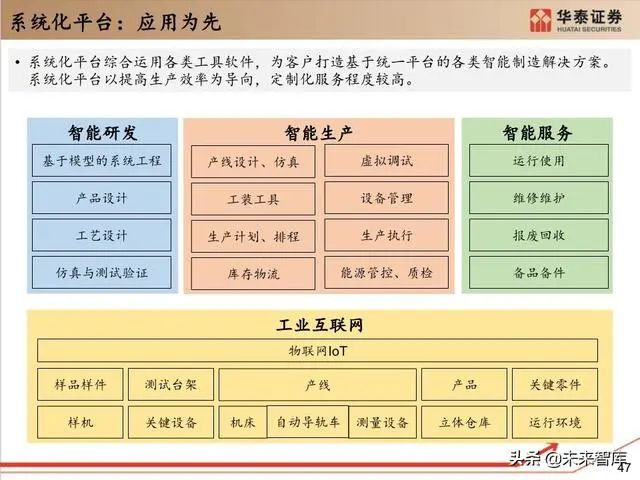 系统化平台：应用为先
华泰证券
HUATAI SECURITIES
• 系统化平台综合运用各类工具软件，为客户打造基于统一平台的各类智能制造解决方案。
系统化平台以提高生产效率为导向，定制化服务程度较高。
智能研发
基于模型的系统工程
产品设计
工艺设计
仿真与测试验证
智能生产
产线设计、仿真
虚拟调试
工装工具
设备管理
生产计划、排程
生产执行
库存物流
能源管控、质检
智能服务
运行使用
维修维护
报废回收
备品备件
工业互联网
物联网IoT
样品样件
测试台架
产线
产品
关键零件
样机
关键设备
机床
自动导轨车
测量设备
立体仓库
运行环境
头条 @未来智库
47